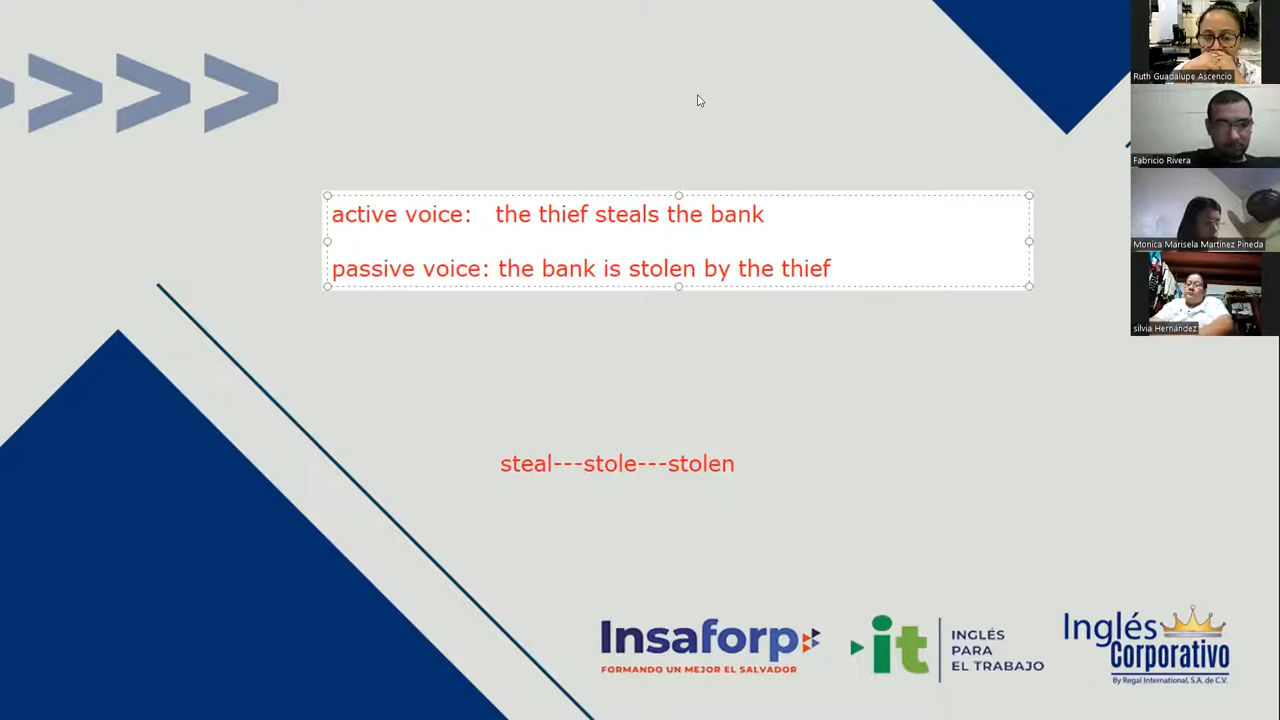 active voice: the thief steals the bank
passive voice: the bank is stolen by the thief
steal---stole---stolen
Ruth Guadalupe Ascencio
Fabricio Rivera
Monica Marisela Martinez Pineda
silvia Hernández
Insaforp
FORMANDO UN MEJOR EL SALVADOR
it
INGLÉS
PARA
EL TRABAJO
Inglés
Corporativo
By Regal International, S.A. de C.V.